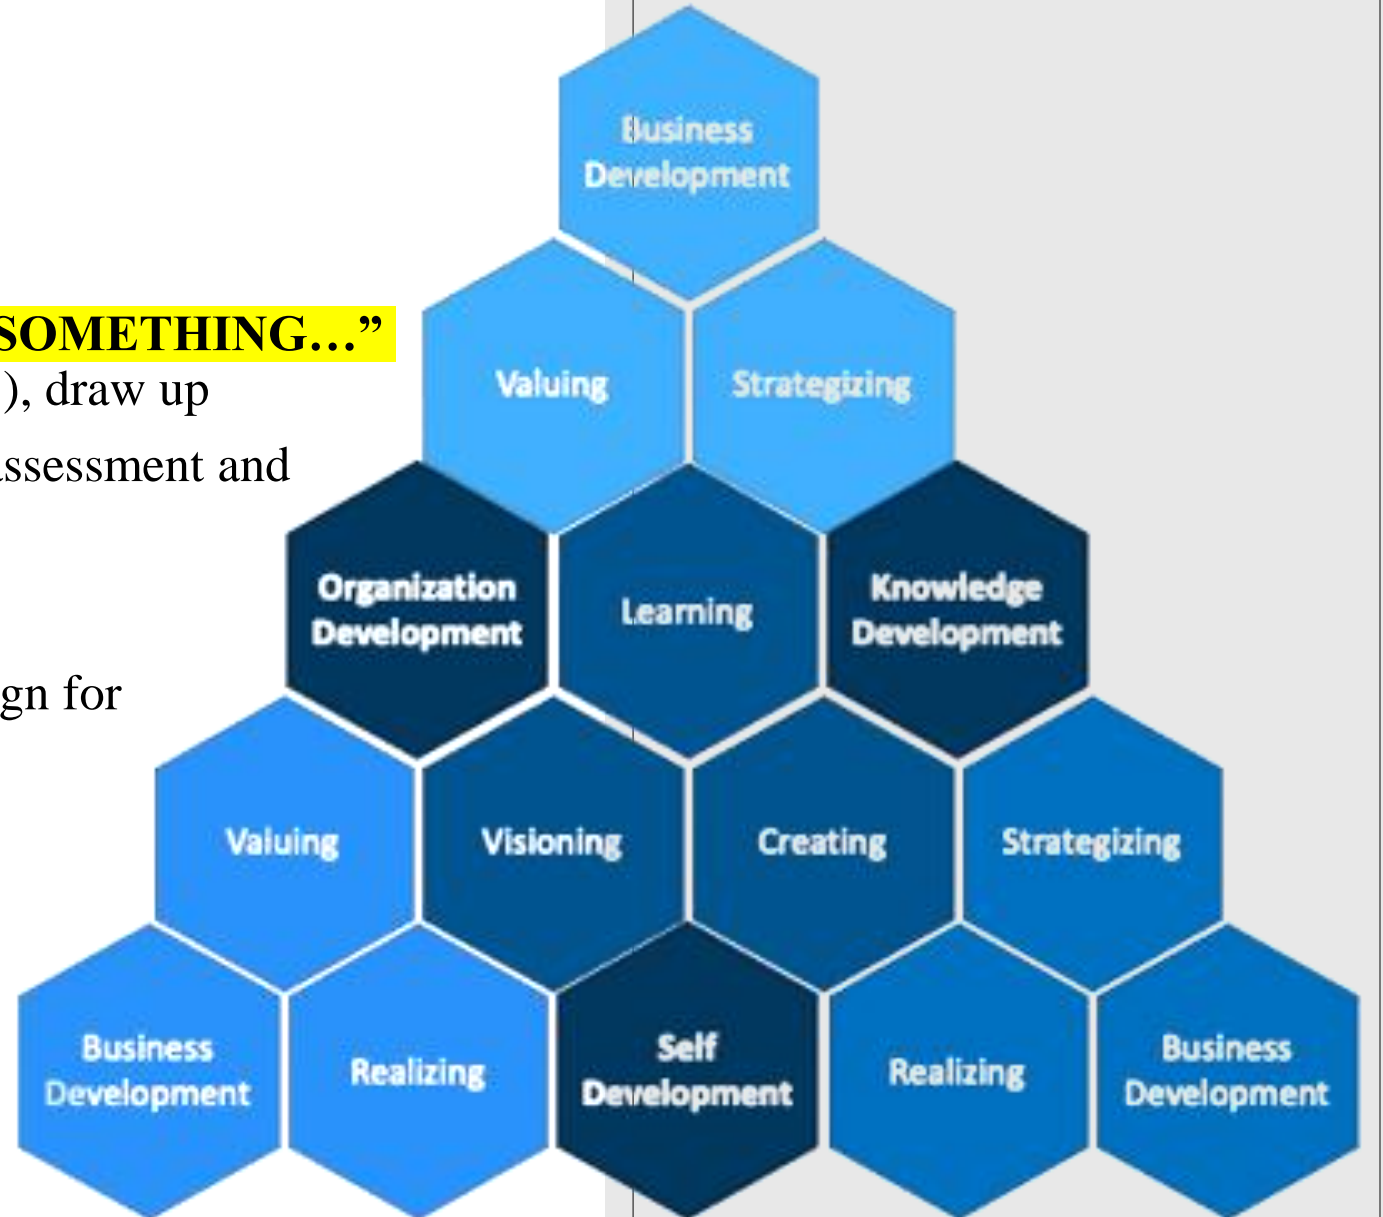 Business
Development
SOMETHING…”
), draw up
assessment and
gn for
Valuing
Strategizing
Organization
Development
Learning
Knowledge
Development
Valuing
Visioning
Creating
Strategizing
Business
Development
Realizing
Self
Development
Realizing
Business
Development